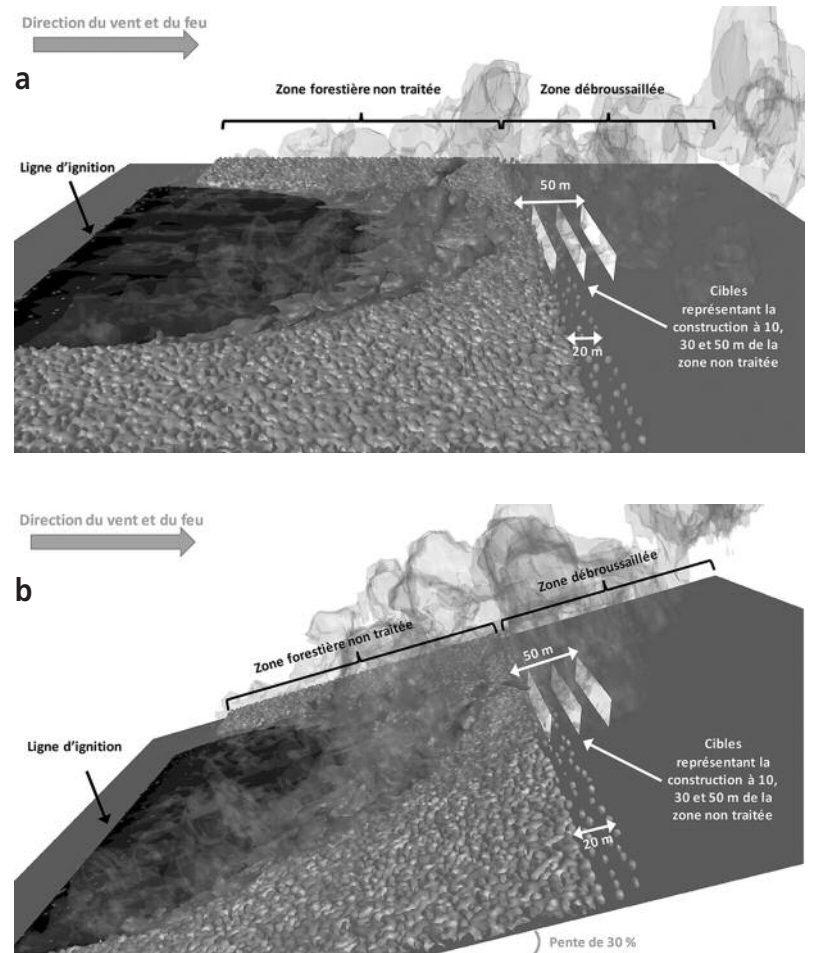 Direction du vent et du feu
a
Zone forestière non traitée
Zone débroussaillée
Ligne d'ignition
50 m
Cibles
représentant la
construction à 10,
30 et 50 m de la
zone non traitée
20 m
Direction du vent et du feu
b
Zone forestière non traitée
Zone débroussaillée
50 m
Ligne d'ignition
Cibles
représentant la
construction à 10,
30 et 50 m de la
zone non traitée
20 m
Pente de 30 %